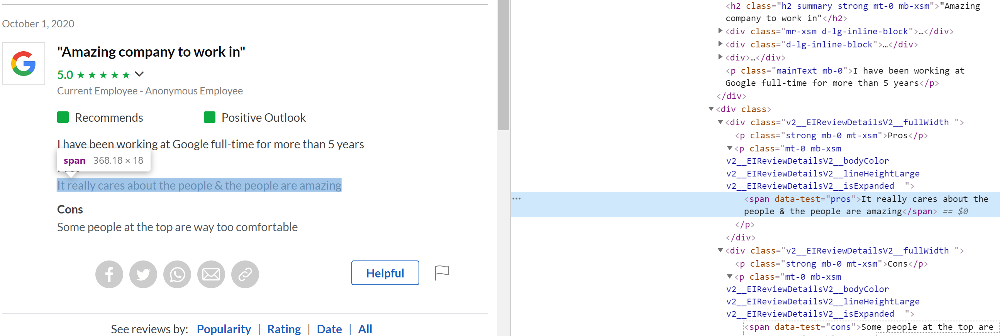 October 1, 2020
"Amazing company to work in"
5.0
Current Employee - Anonymous Employee
Recommends
Positive Outlook
I have been working at Google full-time for more than 5 years
span 368.18 × 18
It really cares about the people & the people are amazing
Cons
Some people at the top are way too comfortable
Helpful
See reviews by: Popularity | Rating | Date | All
<h2 class="h2 summary strong mt-0 mb-xsm">"Amazing
company to work in"</h2>
<div class="mr-xsm d-lg-inline-block">…</div>
<div class="d-lg-inline-block">…</div>
<div>…</div>
<p class="mainText mb-0">I have been working at
Google full-time for more than 5 years</p>
</div>
<div class>
<div class="v2__EIReviewDetailsV2__fullWidth ">
<p class="strong mb-0 mt-xsm">Pros</p>
<p class="mt-0 mb-xsm
v2__EIReviewDetailsV2__bodyColor
v2__EIReviewDetailsV2__lineHeightLarge
v2__EIReviewDetailsV2__isExpanded  ">
<span data-test="pros">It really cares about the
people & the people are amazing</span> == $0
</p>
</div>
<div class="v2__EIReviewDetailsV2__fullWidth ">
<p class="strong mb-0 mt-xsm">Cons</p>
<p class="mt-0 mb-xsm
v2__EIReviewDetailsV2__bodyColor
v2__EIReviewDetailsV2__lineHeightLarge
v2__EIReviewDetailsV2__isExpanded  ">
<span data-test="cons">Some people at the top are